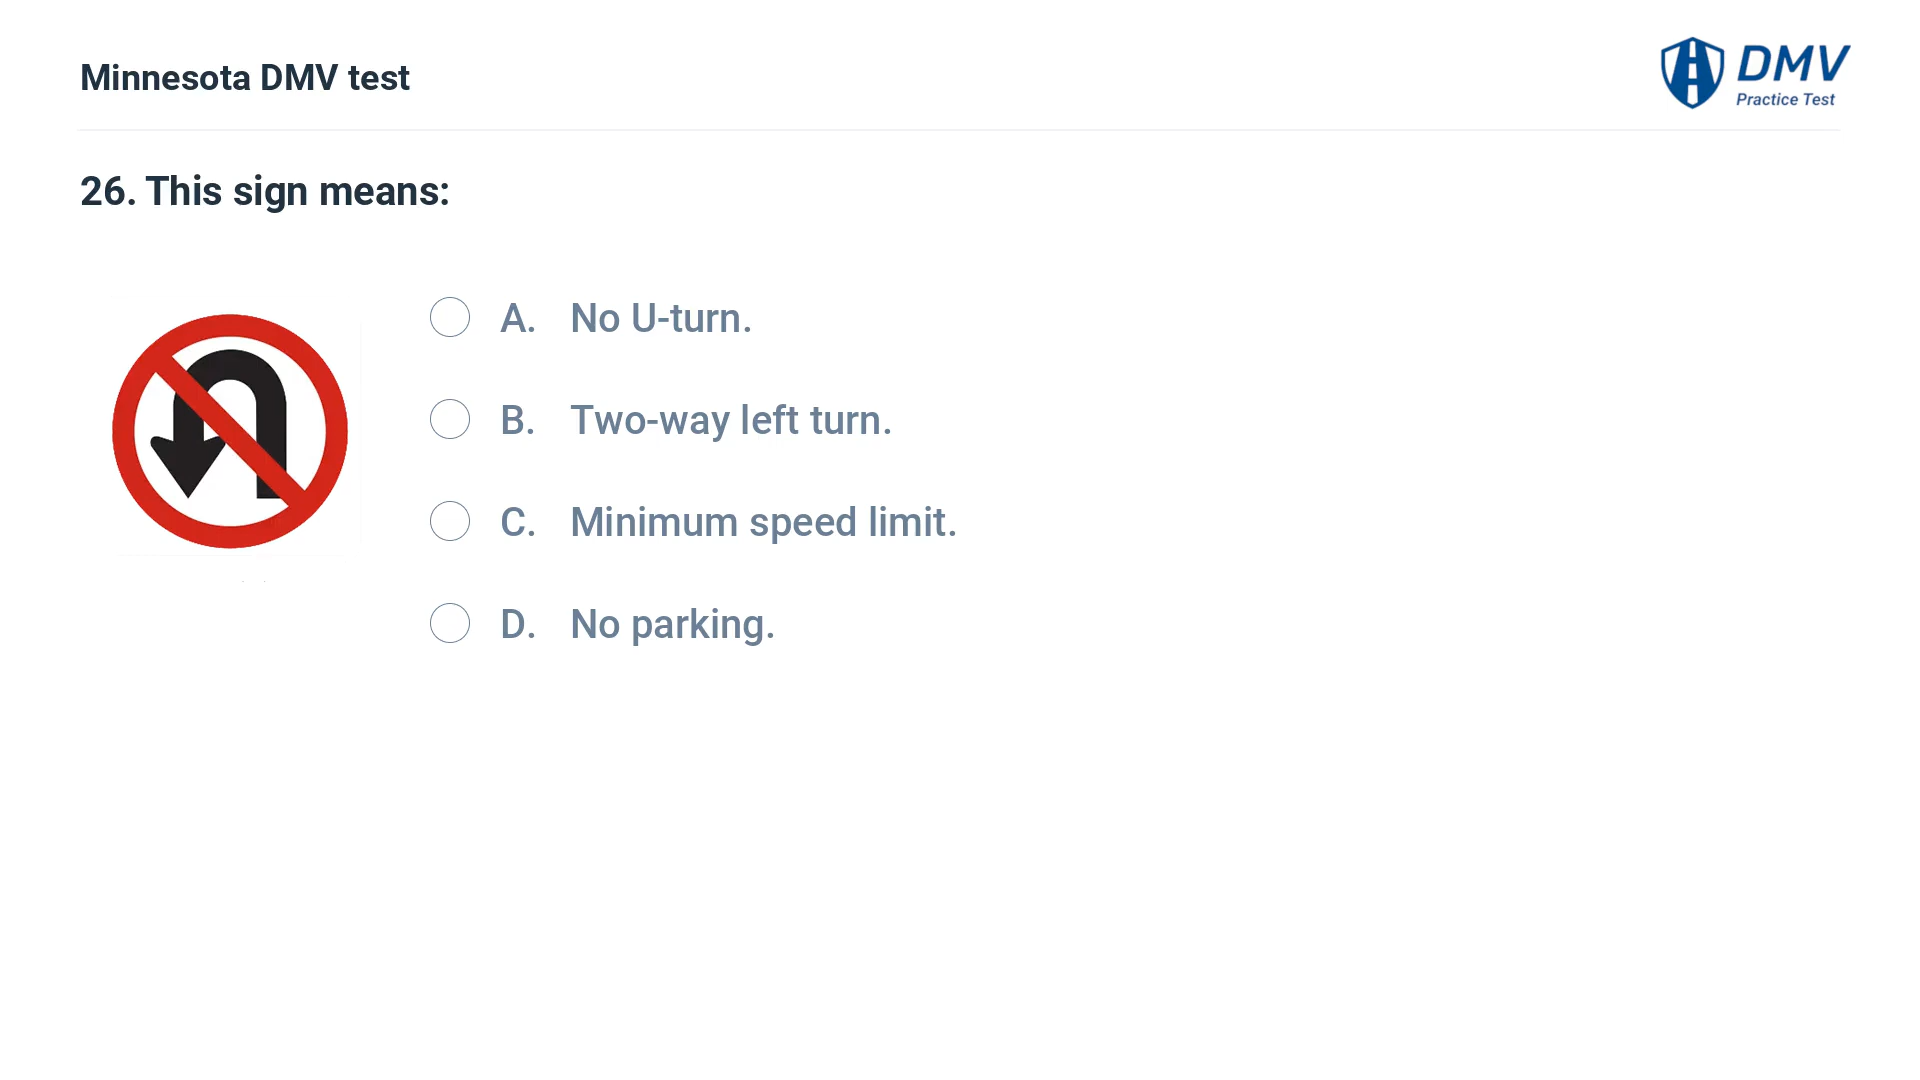 Minnesota DMV test
DMV
Practice Test
26. This sign means:
A. No U-turn.
B. Two-way left turn.
C. Minimum speed limit.
D. No parking.